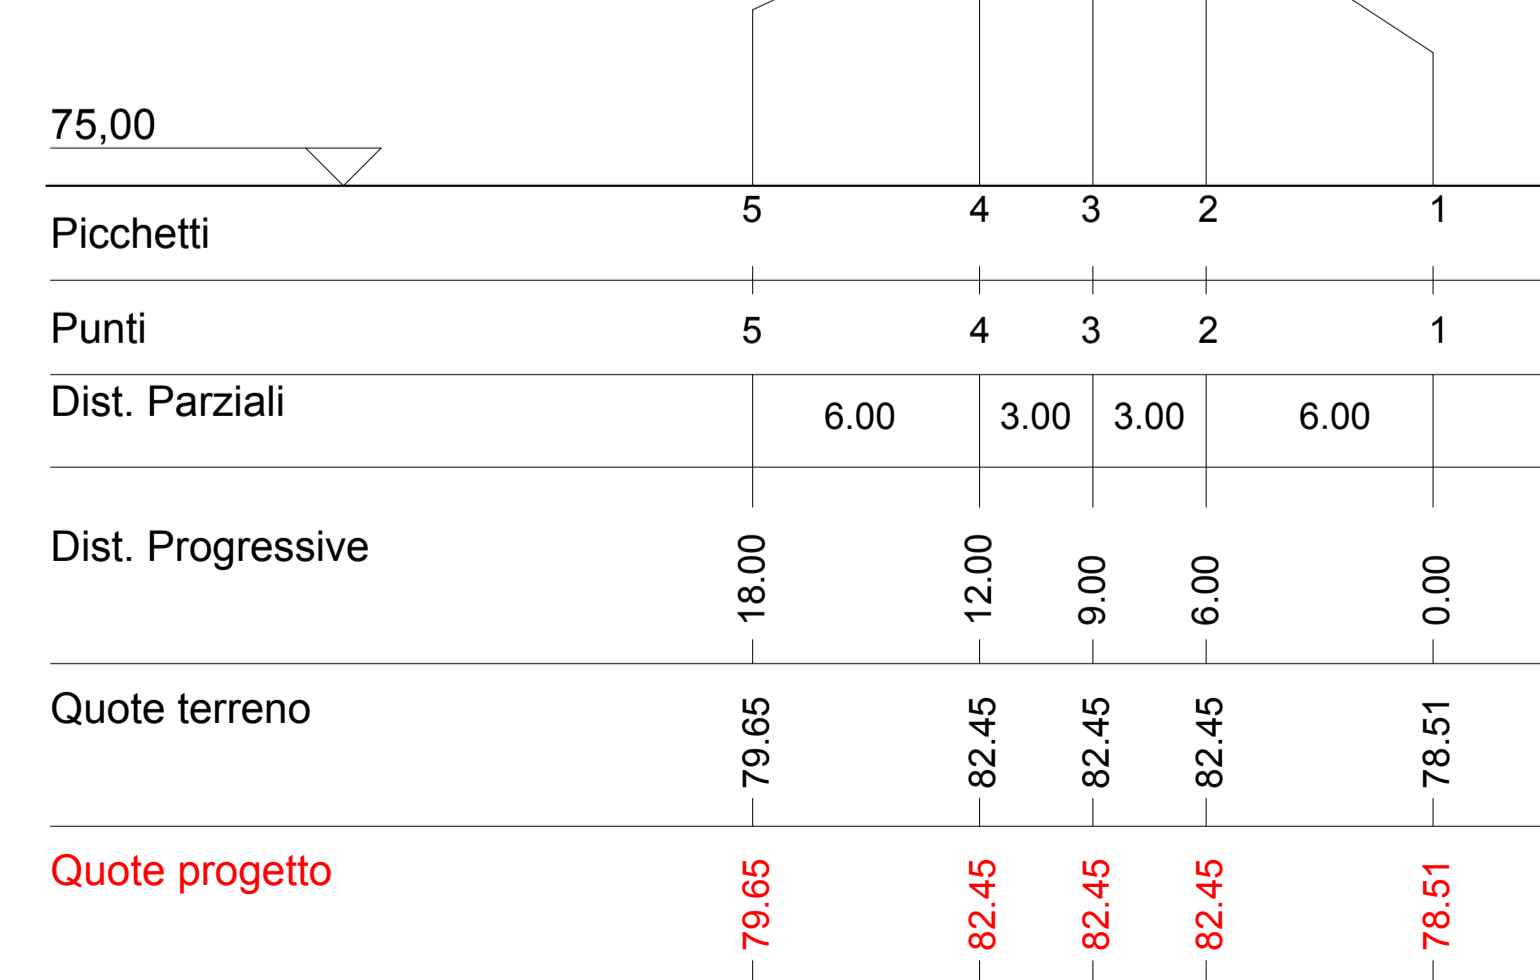 75,00
Picchetti 5 4 3 2 1
Punti 5 4 3 2 1
Dist. Parziali 6.00 3.00 3.00 6.00
Dist. Progressive 18.00 12.00 9.00 6.00 0.00
Quote terreno 79.65 82.45 82.45 82.45 78.51
Quote progetto 79.65 82.45 82.45 82.45 78.51